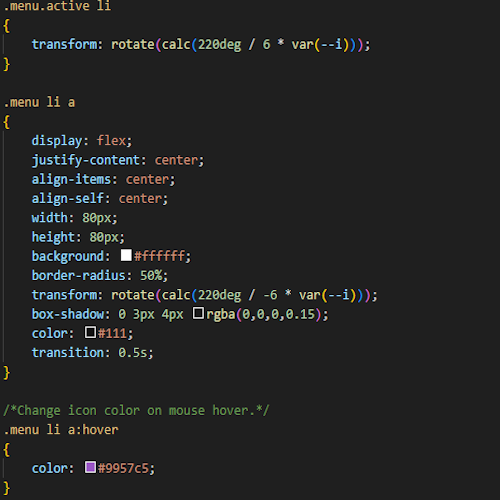 .menu.active li
{
transform: rotate(calc(220deg / 6 * var(--i)));
}
.menu li a
{
display: flex;
justify-content: center;
align-items: center;
align-self: center;
width: 80px;
height: 80px;
background: #ffffff;
border-radius: 50%;
transform: rotate(calc(220deg / -6 * var(--i)));
box-shadow: 0 3px 4px rgba(0,0,0,0.15);
color: #111;
transition: 0.5s;
}
/*Change icon color on mouse hover.*/
.menu li a:hover
{
color: #9957c5;
}